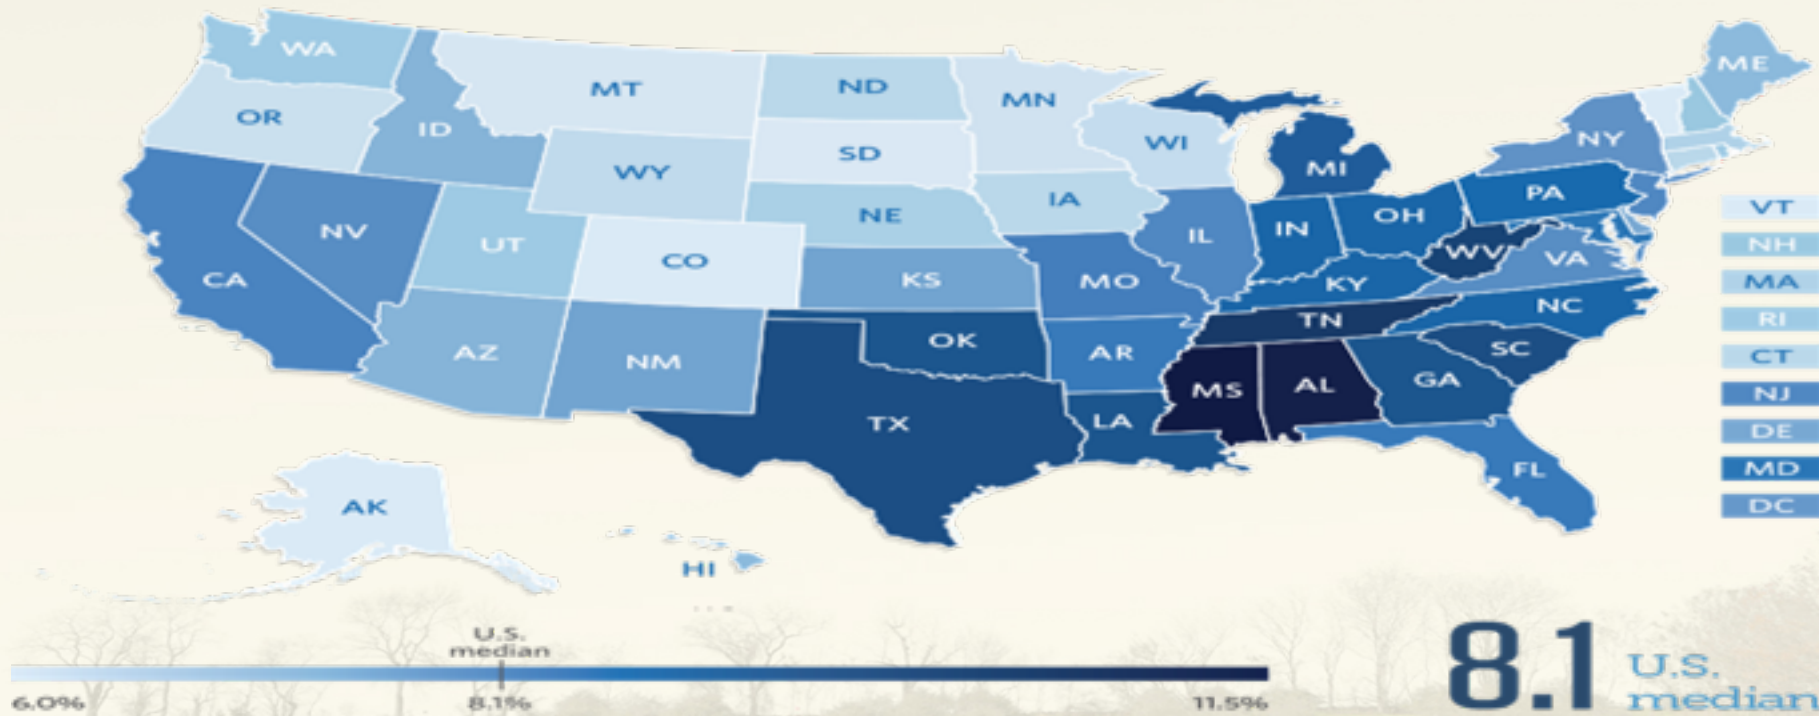 WA
MT
ND
MN
ME
OR
ID
WI
NY
SD
MI
WY
PA
IA
NE
OH
NV
IL
IN
UT
WV
VA
CO
CA
KS
MO
KY
NC
TN
OK
SC
AZ
AR
NM
GA
MS
AL
TX
LA
FL
AK
HI
VT
NH
MA
RI
CT
NJ
DE
MD
DC
U.S.
median
6.0%
8.1%
11.5%
8.1
U.S.
median